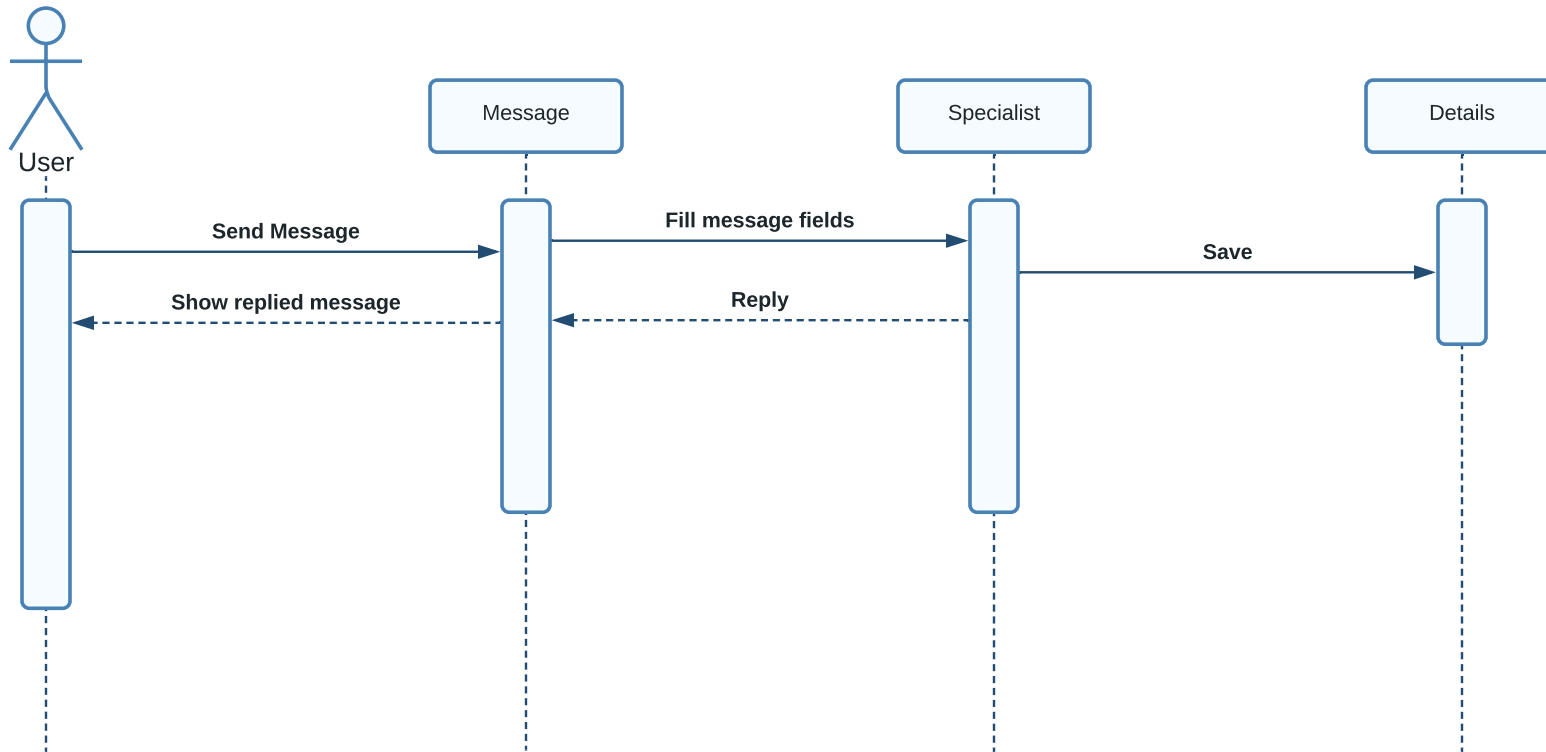 User
Message
Specialist
Details
Send Message
Fill message fields
Save
Show replied message
Reply